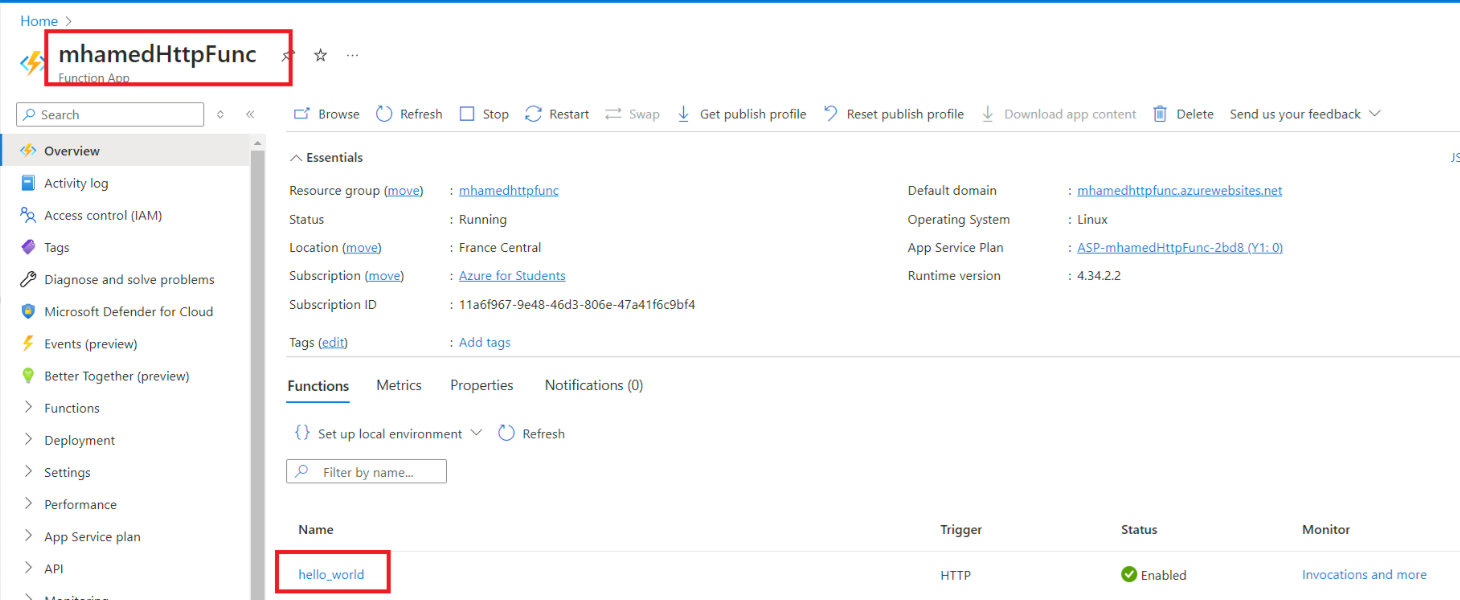 Home
mhamedHttpFunc
Function App
Search
Browse Refresh Stop Restart Swap Get publish profile Reset publish profile Download app content Delete Send us your feedback
Overview
Activity log
Access control (IAM)
Tags
Diagnose and solve problems
Microsoft Defender for Cloud
Events (preview)
Better Together (preview)
Functions
Deployment
Settings
Performance
App Service plan
API
Monitoring
Essentials
JS
Resource group (move) : mhamedhttpfunc
Status : Running
Location (move) : France Central
Subscription (move) : Azure for Students
Subscription ID : 11a6f967-9e48-46d3-806e-47a41f6c9bf4
Default domain : mhamedhttpfunc.azurewebsites.net
Operating System : Linux
App Service Plan : ASP-mhamedHttpFunc-2bd8 (Y1: 0)
Runtime version : 4.34.2.2
Tags (edit) : Add tags
Functions Metrics Properties Notifications (0)
{} Set up local environment Refresh
Filter by name...
Name Trigger Status Monitor
hello_world HTTP Enabled Invocations and more